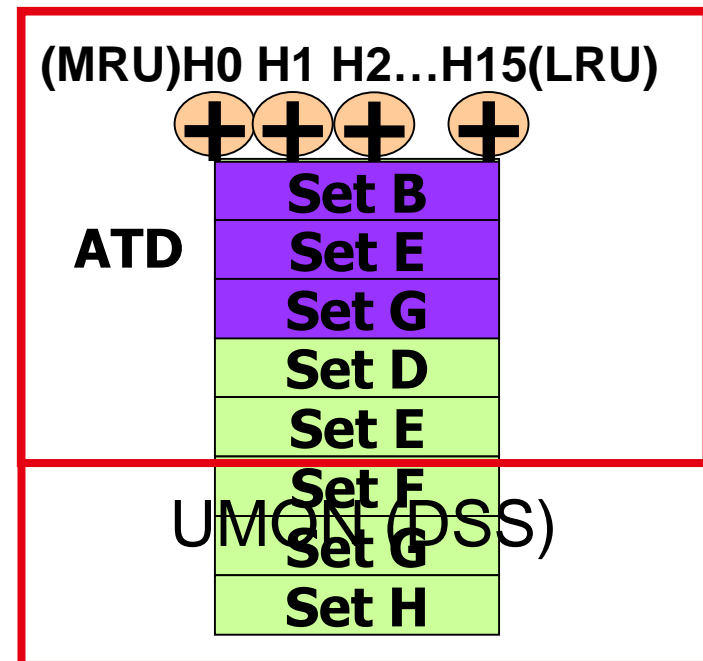 (MRU)H0 H1 H2…H15(LRU)
+ + + +
Set B
ATD
Set E
Set G
Set D
Set E
Set F
UMON (DSS)
Set G
Set H